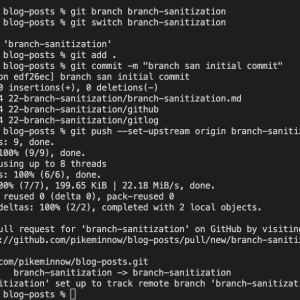 blog-posts % git branch branch-sanitization
blog-posts % git switch branch-sanitization
'branch-sanitization'
blog-posts % git add .
blog-posts % git commit -m "branch san initial commit"
on edf26ec] branch san initial commit
0 insertions(+), 0 deletions(-)
4 22-branch-sanitization/branch-sanitization.md
4 22-branch-sanitization/github
4 22-branch-sanitization/gitlog
blog-posts % git push --set-upstream origin branch-saniti
s: 9, done.
100% (9/9), done.
using up to 8 threads
s: 100% (6/6), done.
00% (7/7), 199.65 KiB | 22.18 MiB/s, done.
reused 0 (delta 0), pack-reused 0
deltas: 100% (2/2), completed with 2 local objects.
ull request for 'branch-sanitization' on GitHub by visiting
://github.com/pikeminnow/blog-posts/pull/new/branch-sanitiz
com/pikeminnow/blog-posts.git
branch-sanitization -> branch-sanitization
itization' set up to track remote branch 'branch-sanitizat
blog-posts %